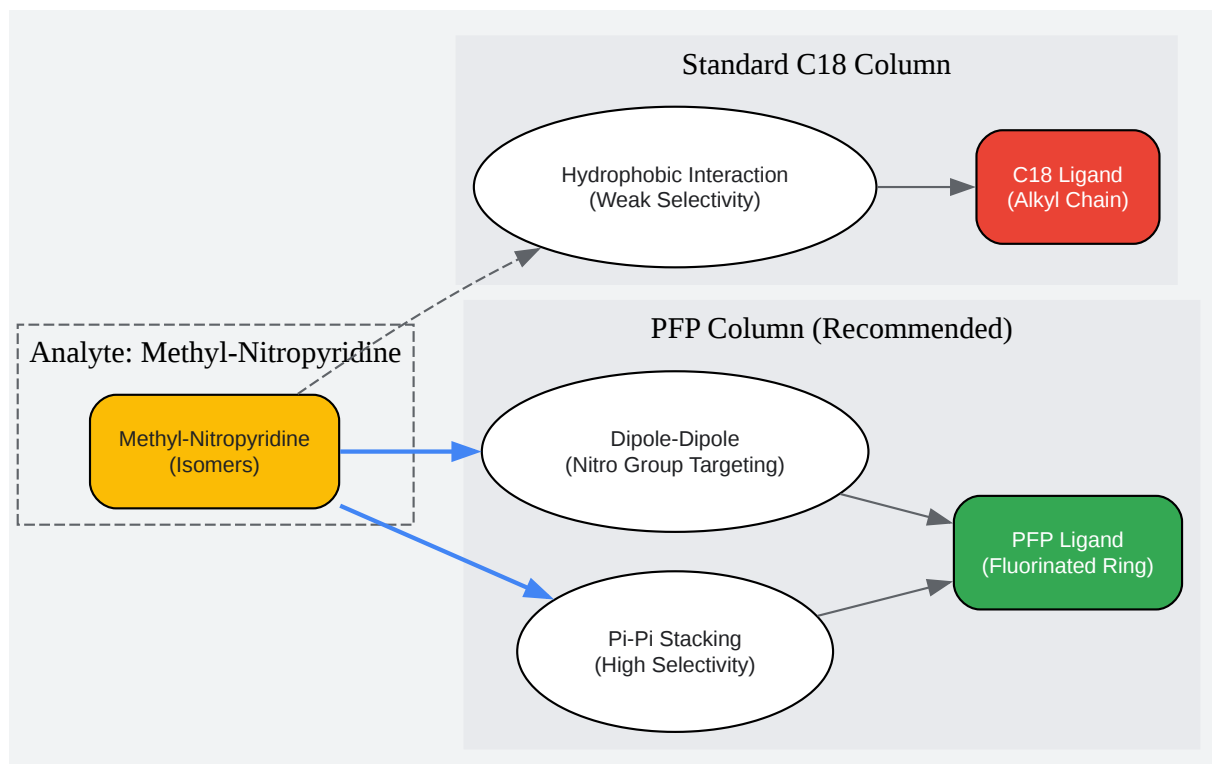 Standard C18 Column
Hydrophobic Interaction
(Weak Selectivity)
C18 Ligand
(Alkyl Chain)
Analyte: Methyl-Nitropyridine
Methyl-Nitropyridine
(Isomers)
PFP Column (Recommended)
Dipole-Dipole
(Nitro Group Targeting)
PFP Ligand
(Fluorinated Ring)
Pi-Pi Stacking
(High Selectivity)